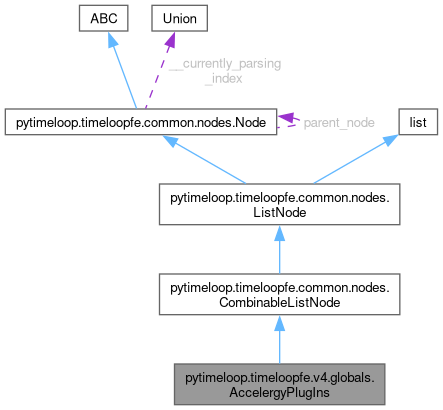 ABC
Union
__currently_parsing
_index
pytimeloop.timeloopfe.common.nodes.Node
parent_node
list
pytimeloop.timeloopfe.common.nodes.
ListNode
pytimeloop.timeloopfe.common.nodes.
CombinableListNode
pytimeloop.timeloopfe.v4.globals.
AccelergyPlugIns